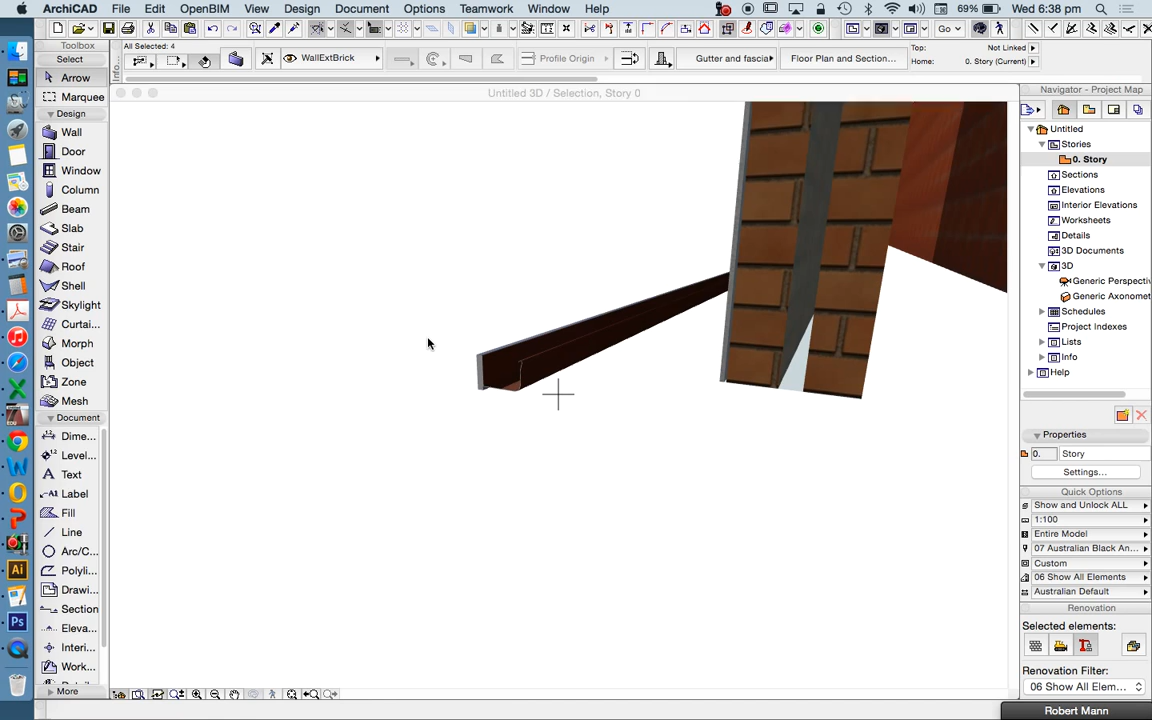 ArchiCAD File Edit View OpenBIM Design Document Options Teamwork Window Help 69% Wed 6:38 pm
Go
Toolbox
Select
Arrow
Marquee
Design
Wall
Door
Window
Column
Beam
Slab
Stair
Roof
Shell
Skylight
Curtai...
Morph
Object
Zone
Mesh
Document
Dime...
Level...
Text
Label
Fill
Line
Arc/C...
Polyli...
Drawi...
Section
Eleva...
Interi...
Work...
More
Info...
All Selected: 4
WallExtBrick
Profile Origin
Gutter and fascia
Floor Plan and Section...
Top: Not Linked
Home: 0. Story (Current)
Untitled 3D / Selection, Story 0
Navigator - Project Map
Untitled
Stories
0. Story
Sections
Elevations
Interior Elevations
Worksheets
Details
3D Documents
3D
Generic Perspecti
Generic Axonomet
Schedules
Project Indexes
Lists
Info
Help
Properties
0. Story
Settings...
Quick Options
Show and Unlock ALL
1:100
Entire Model
07 Australian Black An...
Custom
06 Show All Elements
Australian Default
Renovation
Selected elements:
Renovation Filter:
06 Show All Elem...
Robert Mann